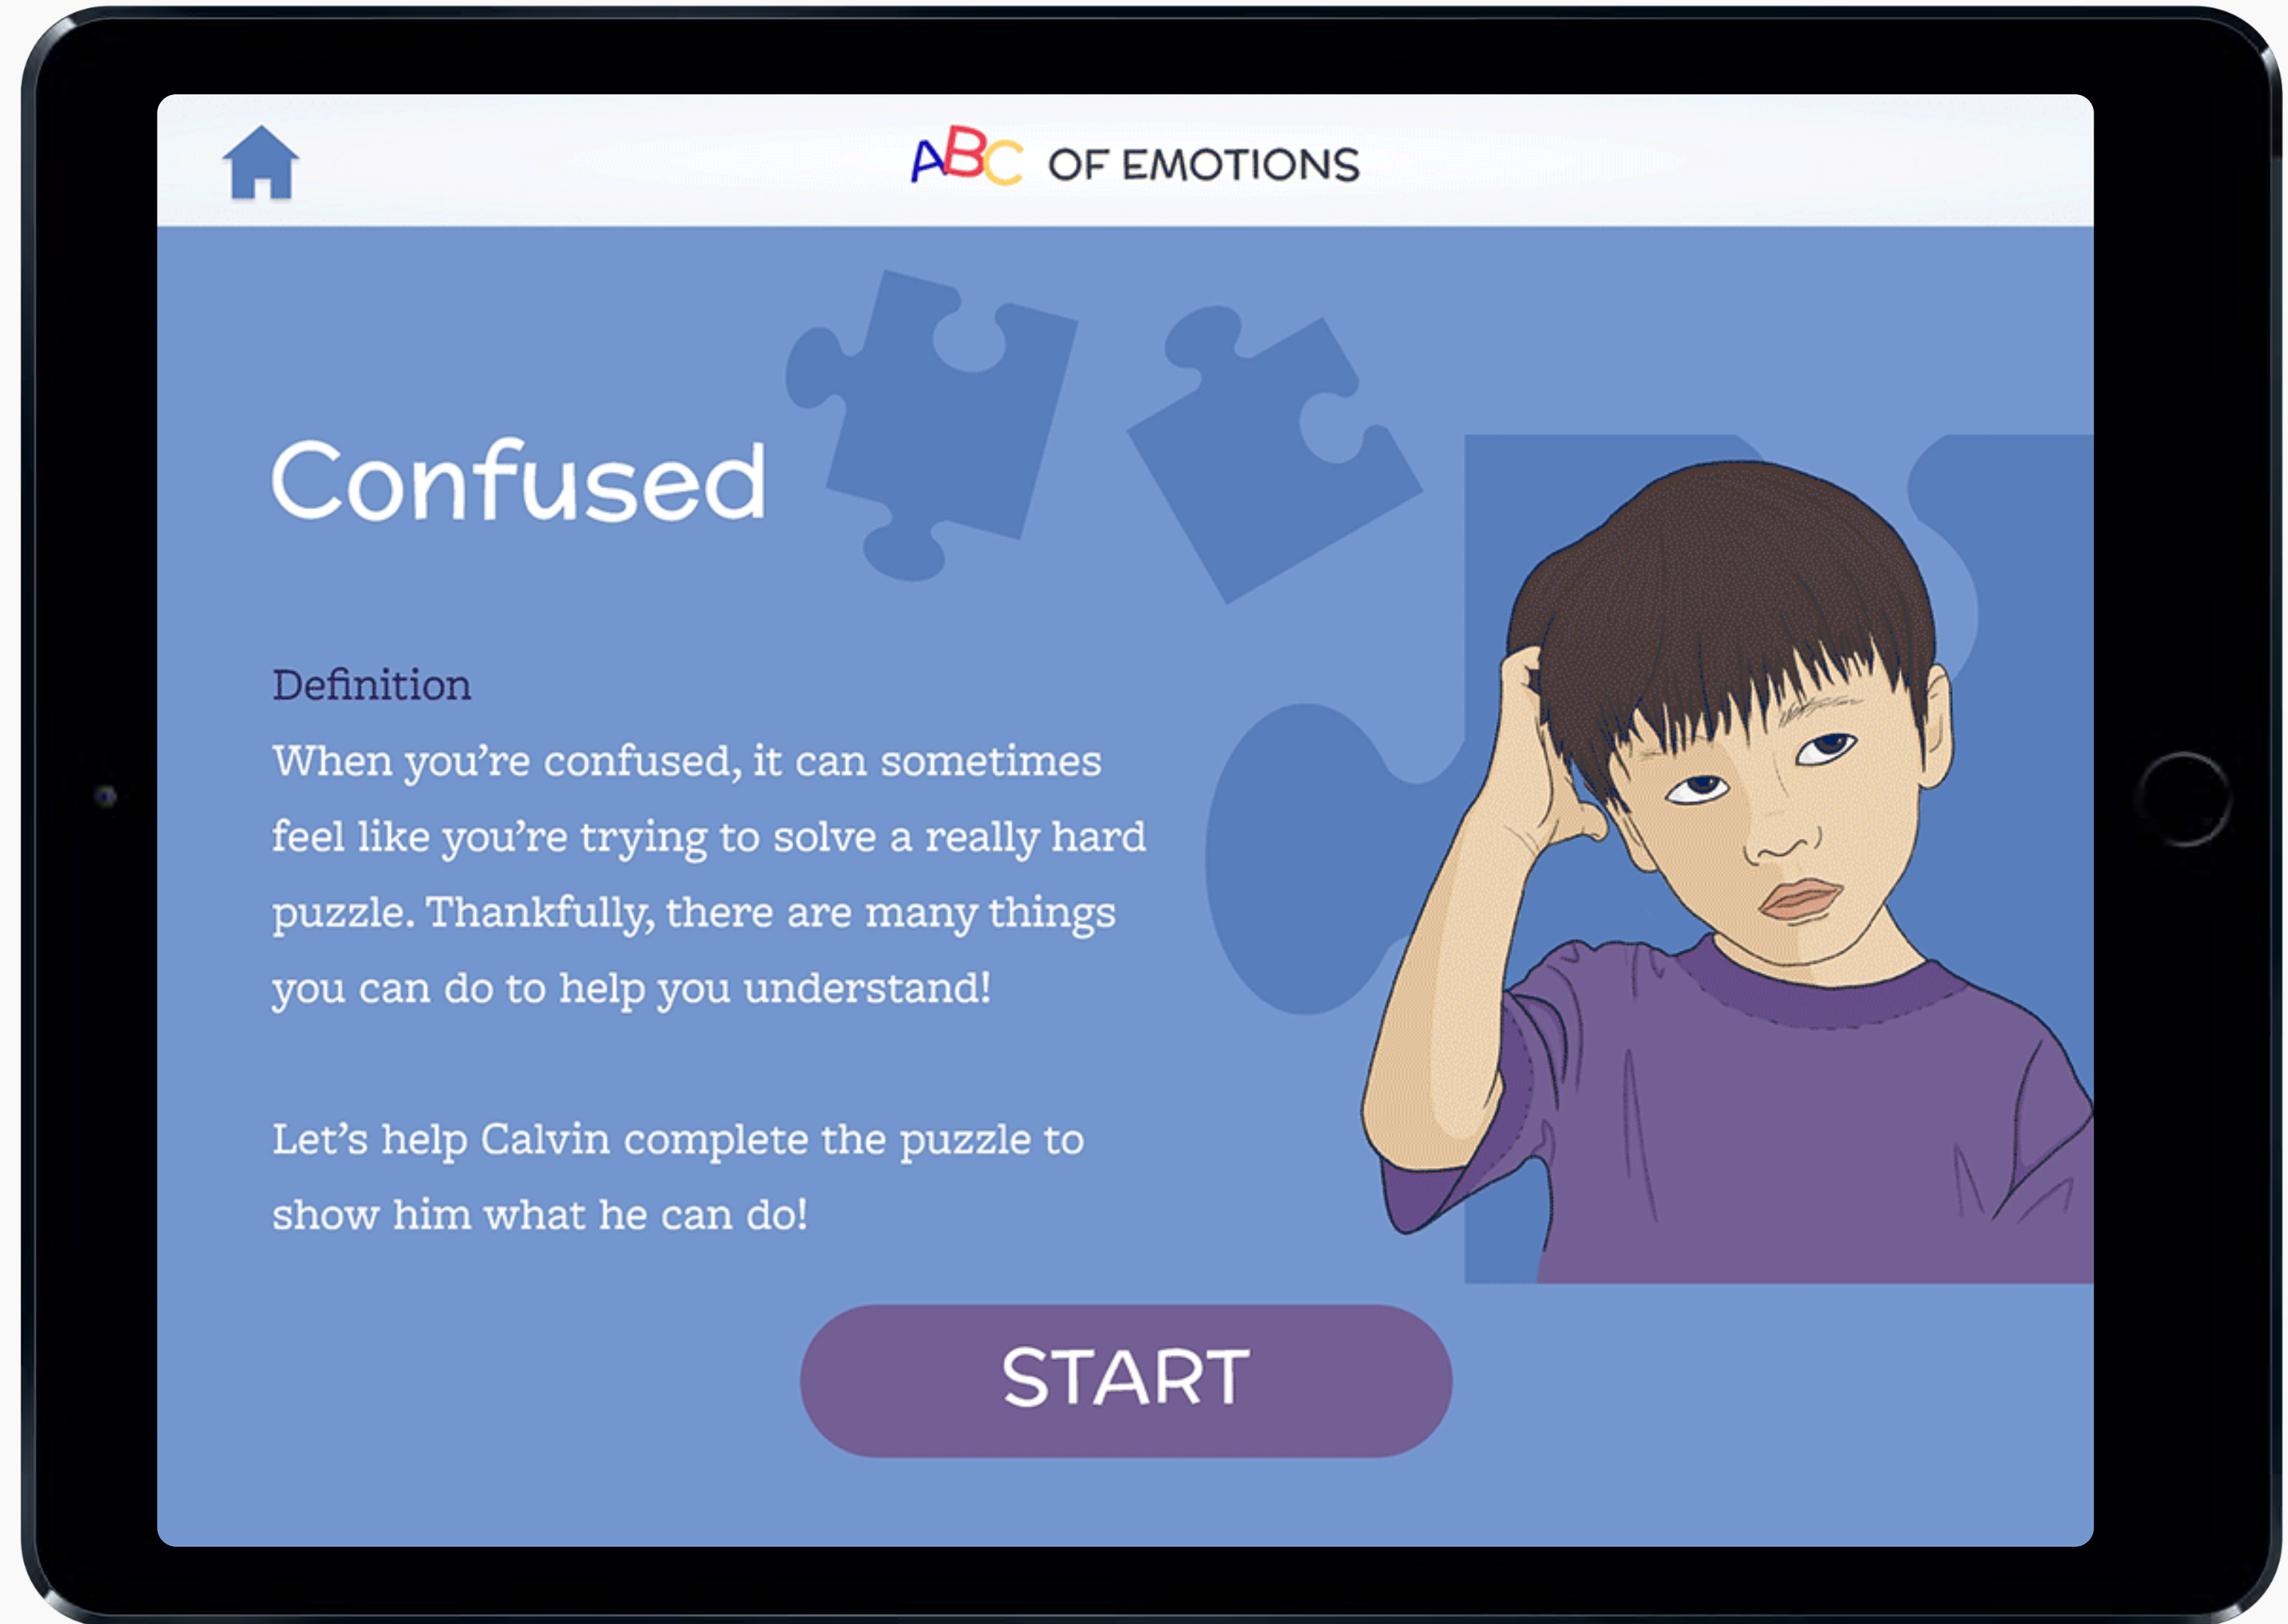 ABC OF EMOTIONS
Confused
Definition
When you’re confused, it can sometimes
feel like you’re trying to solve a really hard
puzzle. Thankfully, there are many things
you can do to help you understand!
Let’s help Calvin complete the puzzle to
show him what he can do!
START